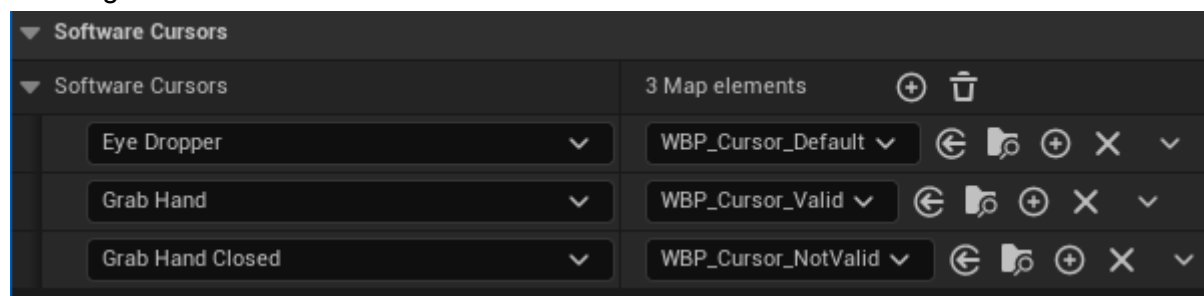 Software Cursors
Software Cursors 3 Map elements
Eye Dropper WBP_Cursor_Default
Grab Hand WBP_Cursor_Valid
Grab Hand Closed WBP_Cursor_NotValid